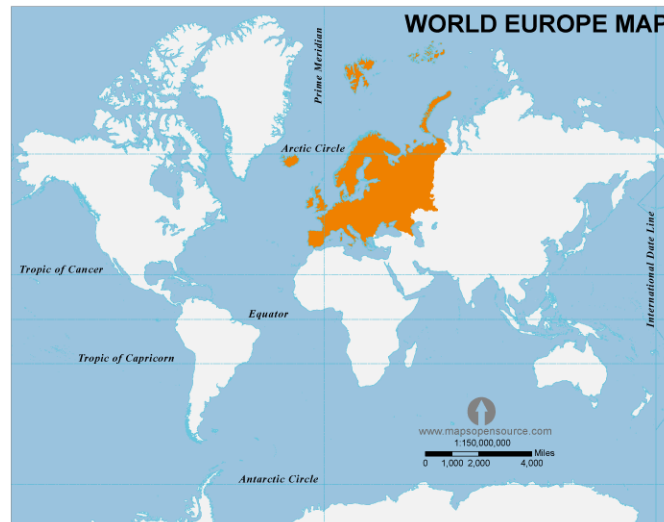 WORLD EUROPE MAP
Prime Meridian
Arctic Circle
International Date Line
Tropic of Cancer
Equator
Tropic of Capricorn
www.mapsopensource.com
1:150,000,000
Miles
0 1,000 2,000 4,000
Antarctic Circle